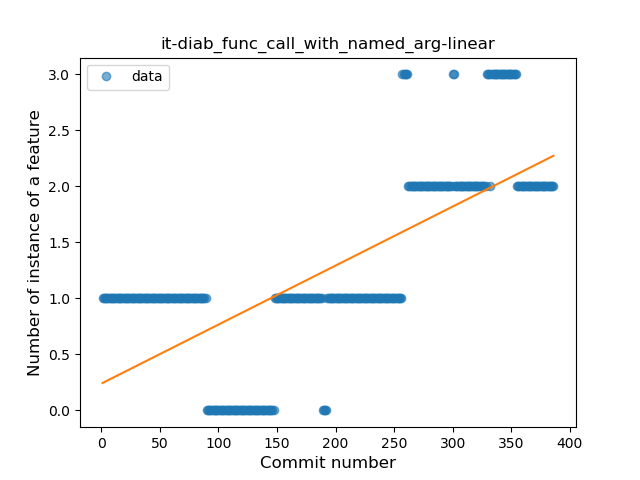 it-diab_func_call_with_named_arg-linear
data
Number of instance of a feature
3.0
2.5
2.0
1.5
1.0
0.5
0.0
0 50 100 150 200 250 300 350 400
Commit number